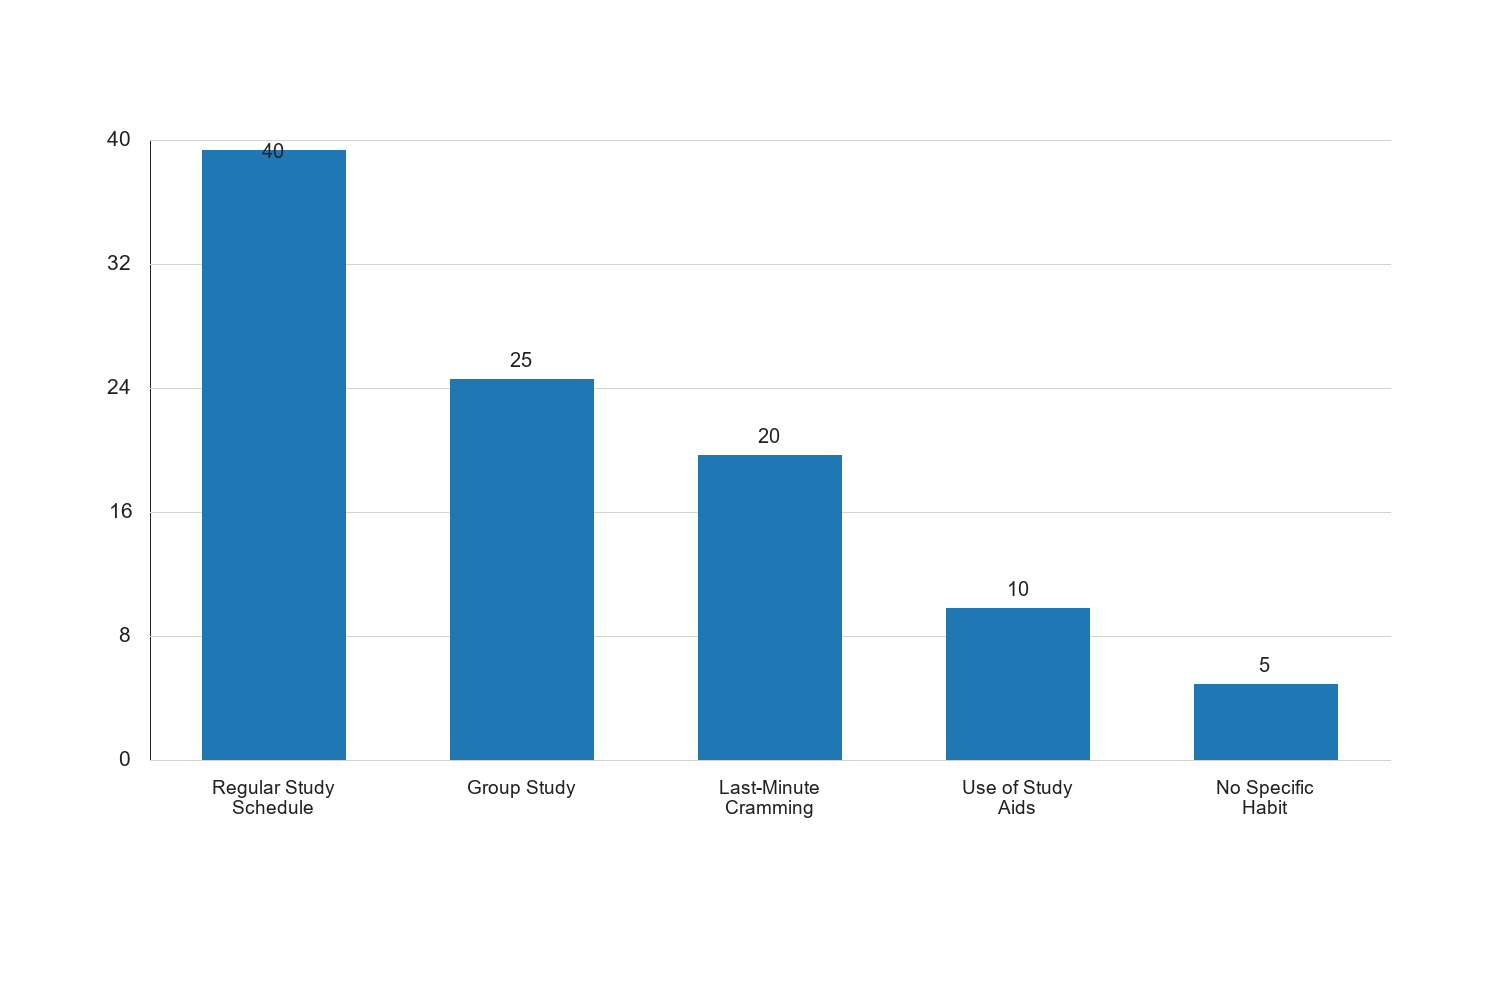 40
32
24
16
8
0
40
25
20
10
5
Regular Study
Schedule
Group Study
Last-Minute
Cramming
Use of Study
Aids
No Specific
Habit